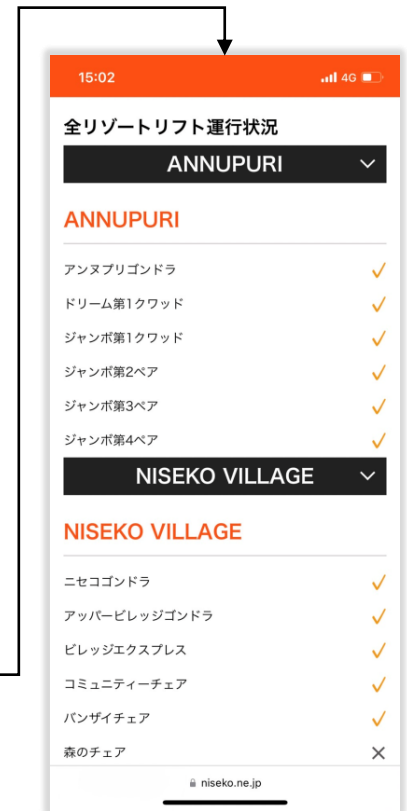 15:02
4G
全リゾートリフト運行状況
ANNUPURI
ANNUPURI
アンヌプリゴンドラ
ドリーム第1クワッド
ジャンボ第1クワッド
ジャンボ第2ペア
ジャンボ第3ペア
ジャンボ第4ペア
NISEKO VILLAGE
NISEKO VILLAGE
ニセコゴンドラ
アッパービレッジゴンドラ
ビレッジエクスプレス
コミュニティーチェア
バンザイチェア
森のチェア
niseko.ne.jp